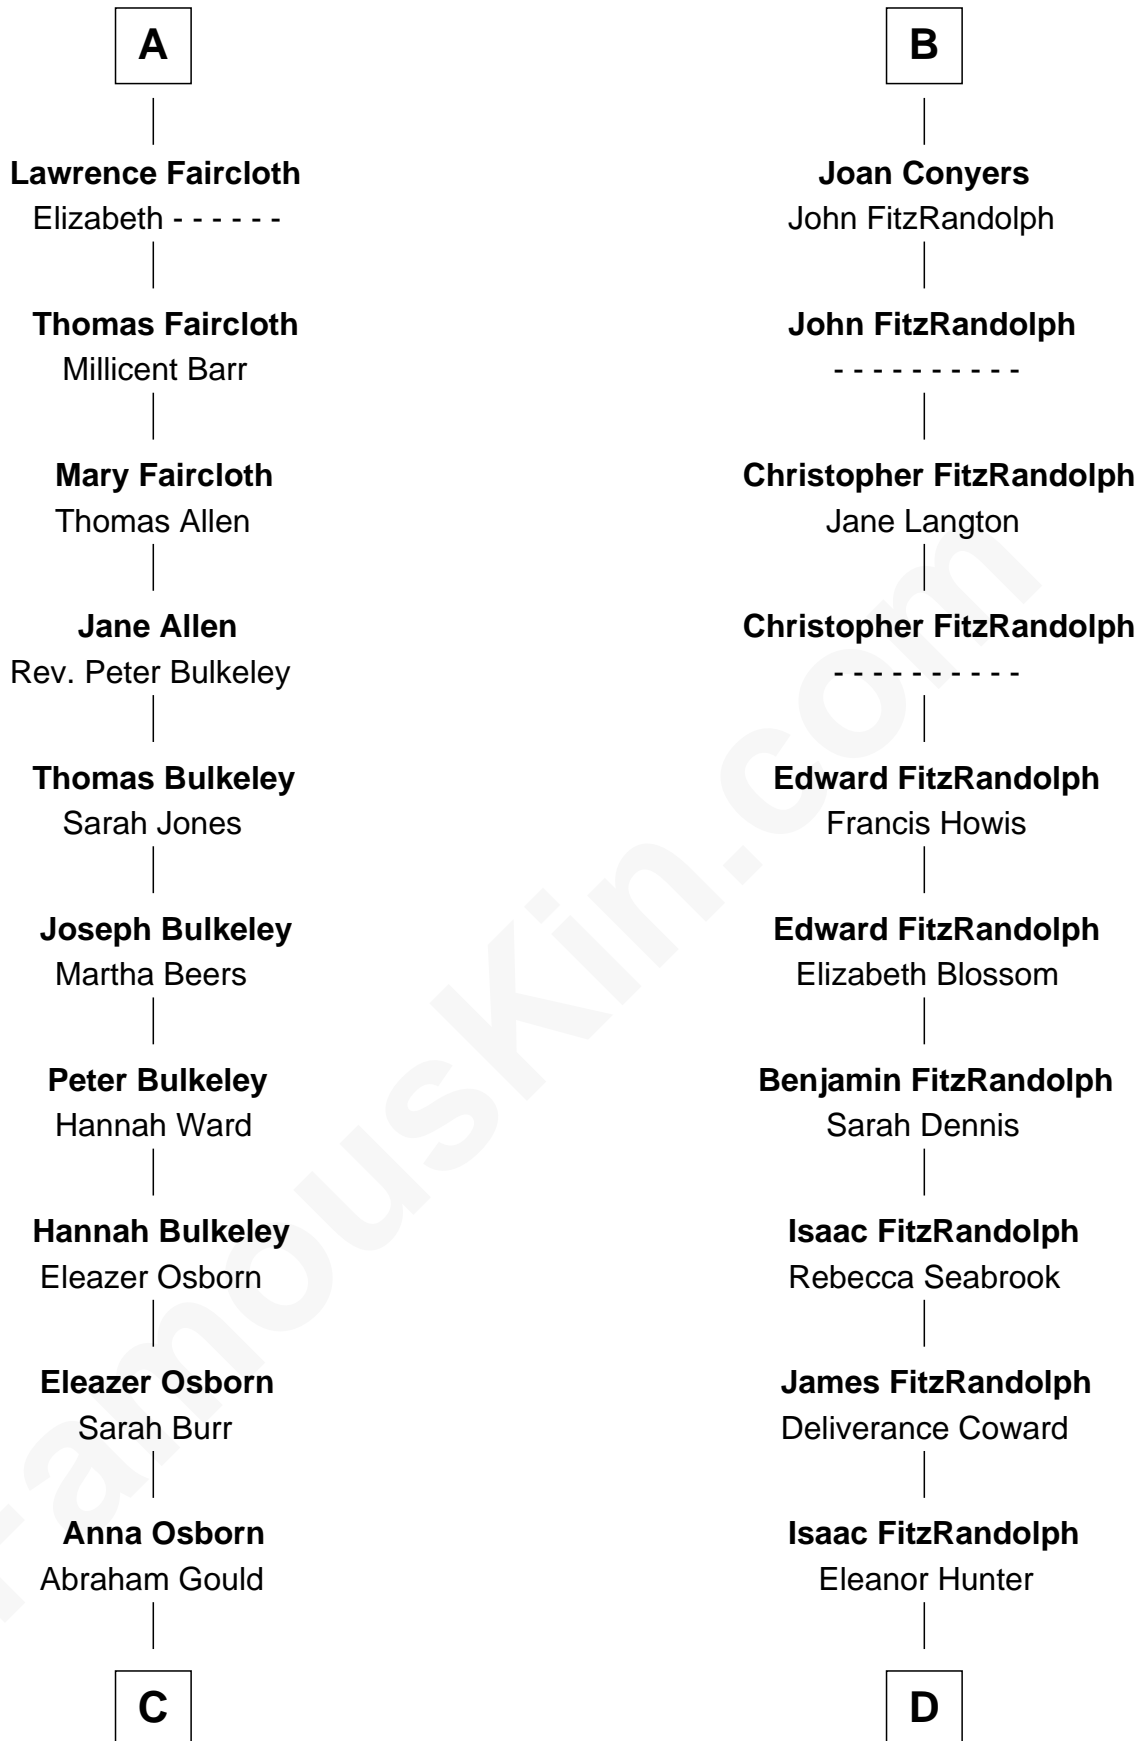 A
Lawrence Faircloth
Elizabeth - - - - - -
Thomas Faircloth
Millicent Barr
Mary Faircloth
Thomas Allen
Jane Allen
Rev. Peter Bulkeley
Thomas Bulkeley
Sarah Jones
Joseph Bulkeley
Martha Beers
Peter Bulkeley
Hannah Ward
Hannah Bulkeley
Eleazer Osborn
Eleazer Osborn
Sarah Burr
Anna Osborn
Abraham Gould
C
B
Joan Conyers
John FitzRandolph
John FitzRandolph
- - - - - - - - - -
Christopher FitzRandolph
Jane Langton
Christopher FitzRandolph
- - - - - - - - - -
Edward FitzRandolph
Francis Howis
Edward FitzRandolph
Elizabeth Blossom
Benjamin FitzRandolph
Sarah Dennis
Isaac FitzRandolph
Rebecca Seabrook
James FitzRandolph
Deliverance Coward
Isaac FitzRandolph
Eleanor Hunter
D
FamousKin.com